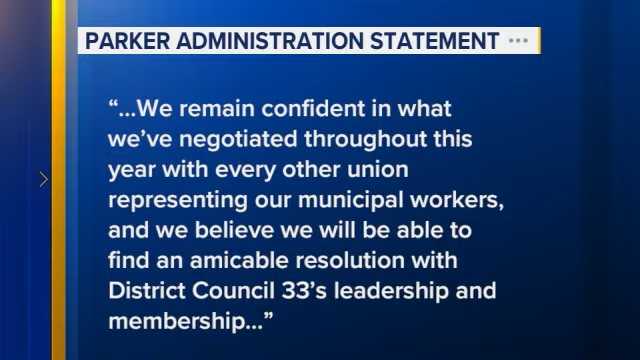 PARKER ADMINISTRATION STATEMENT
“...We remain confident in what
we’ve negotiated throughout this
year with every other union
representing our municipal workers,
and we believe we will be able to
find an amicable resolution with
District Council 33’s leadership and
membership...”